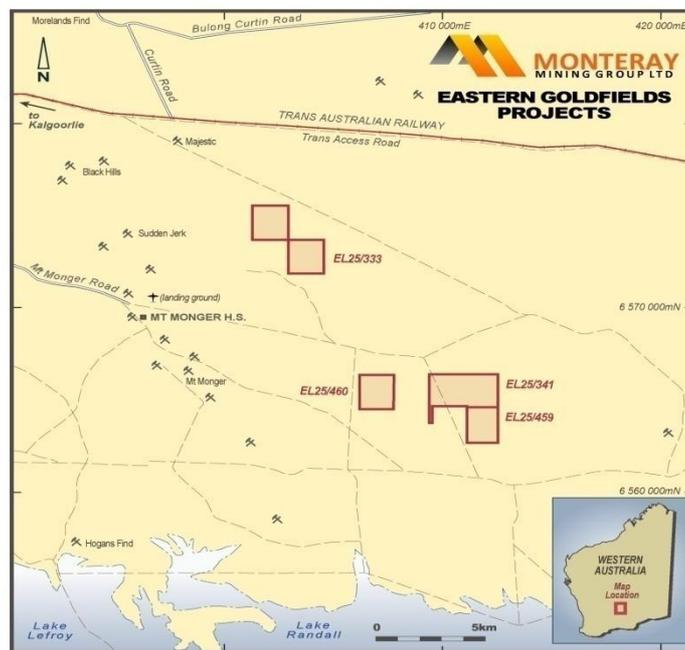 Morelands Find
Bulong Curtin Road
410 000mE
420 000mE
Curtin Road
N
MONTERAY
MINING GROUP LTD
EASTERN GOLDFIELDS
PROJECTS
to
Kalgoorlie
TRANS AUSTRALIAN RAILWAY
Trans Access Road
Majestic
Black Hills
Sudden Jerk
EL25/333
Mt Monger Road
(landing ground)
MT MONGER H.S.
6 570 000mN
Mt Monger
EL25/460
EL25/341
EL25/459
6 560 000mN
Hogans Find
WESTERN
AUSTRALIA
Map
Location
Lake
Lefroy
Lake
Randall
0
5km